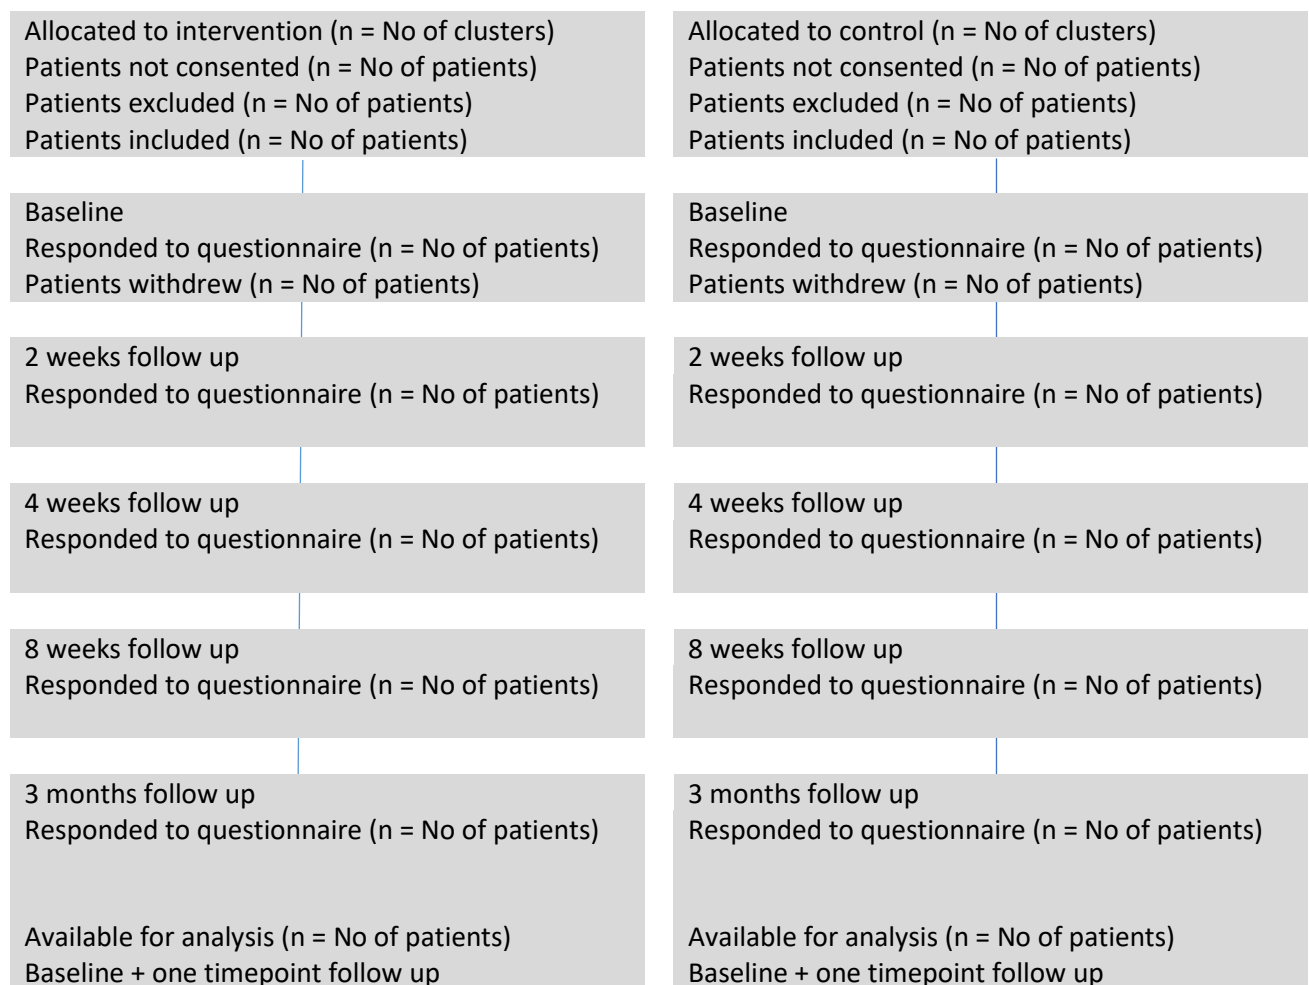 Allocated to intervention (n = No of clusters)
Patients not consented (n = No of patients)
Patients excluded (n = No of patients)
Patients included (n = No of patients)
Allocated to control (n = No of clusters)
Patients not consented (n = No of patients)
Patients excluded (n = No of patients)
Patients included (n = No of patients)
Baseline
Responded to questionnaire (n = No of patients)
Patients withdrew (n = No of patients)
Baseline
Responded to questionnaire (n = No of patients)
Patients withdrew (n = No of patients)
2 weeks follow up
Responded to questionnaire (n = No of patients)
2 weeks follow up
Responded to questionnaire (n = No of patients)
4 weeks follow up
Responded to questionnaire (n = No of patients)
4 weeks follow up
Responded to questionnaire (n = No of patients)
8 weeks follow up
Responded to questionnaire (n = No of patients)
8 weeks follow up
Responded to questionnaire (n = No of patients)
3 months follow up
Responded to questionnaire (n = No of patients)
Available for analysis (n = No of patients)
Baseline + one timepoint follow up
3 months follow up
Responded to questionnaire (n = No of patients)
Available for analysis (n = No of patients)
Baseline + one timepoint follow up